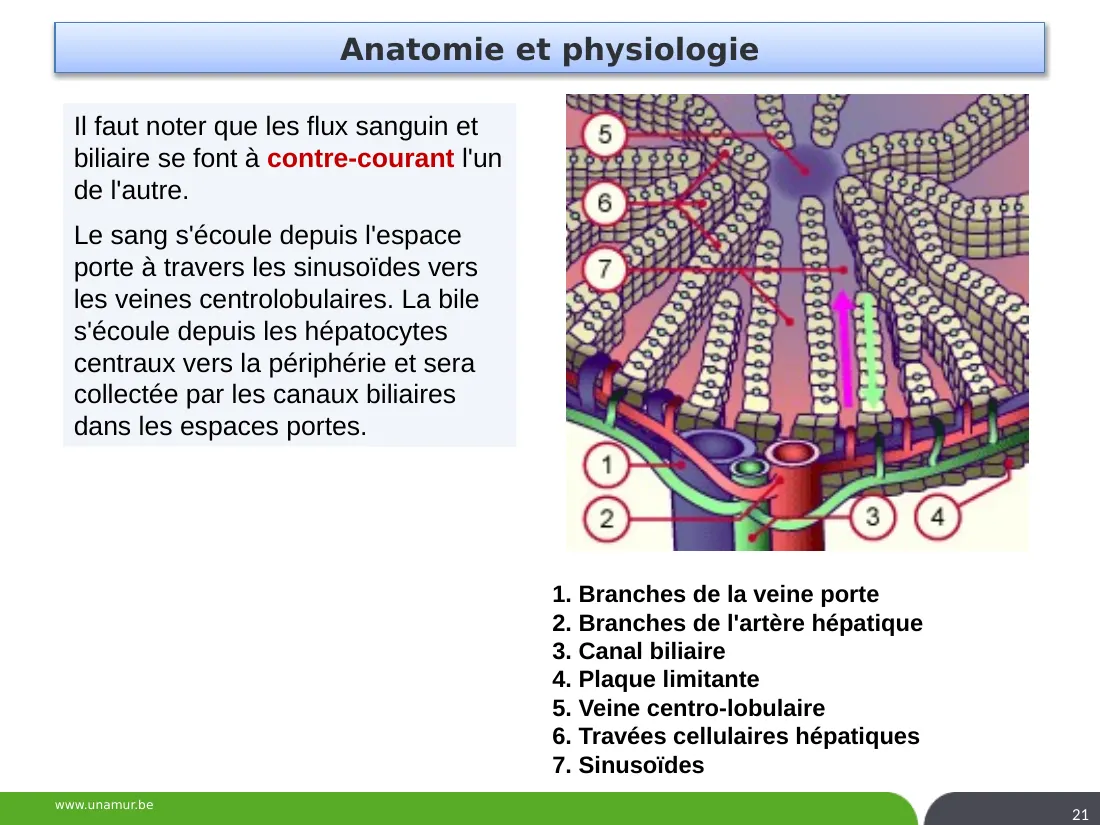 Anatomie et physiologie
Il faut noter que les flux sanguin et
biliaire se font à contre-courant l'un
de l'autre.
Le sang s'écoule depuis l'espace
porte à travers les sinusoïdes vers
les veines centrolobulaires. La bile
s'écoule depuis les hépatocytes
centraux vers la périphérie et sera
collectée par les canaux biliaires
dans les espaces portes.
5
6
7
1
2
3
4
1. Branches de la veine porte
2. Branches de l'artère hépatique
3. Canal biliaire
4. Plaque limitante
5. Veine centro-lobulaire
6. Travées cellulaires hépatiques
7. Sinusoïdes
www.unamur.be
21